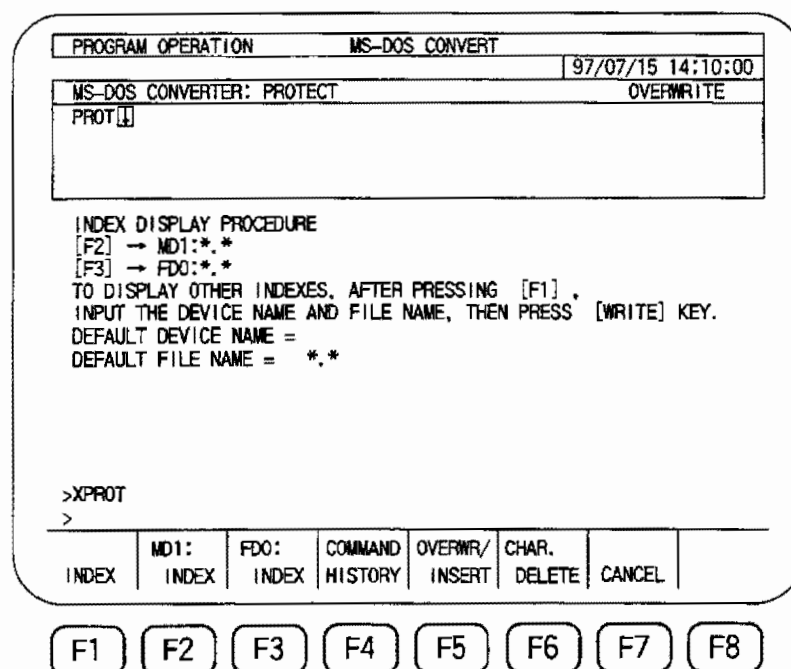 PROGRAM OPERATION MS-DOS CONVERT
97/07/15 14:10:00
MS-DOS CONVERTER: PROTECT OVERWRITE
PROT↓
INDEX DISPLAY PROCEDURE
[F2] → MD1:*.*
[F3] → FD0:*.*
TO DISPLAY OTHER INDEXES, AFTER PRESSING [F1] ,
INPUT THE DEVICE NAME AND FILE NAME, THEN PRESS [WRITE] KEY.
DEFAULT DEVICE NAME =
DEFAULT FILE NAME = *.*
>XPROT
>
MD1: FD0: COMMAND OVERWR/ CHAR.
INDEX INDEX INDEX HISTORY INSERT DELETE CANCEL
F1 F2 F3 F4 F5 F6 F7 F8